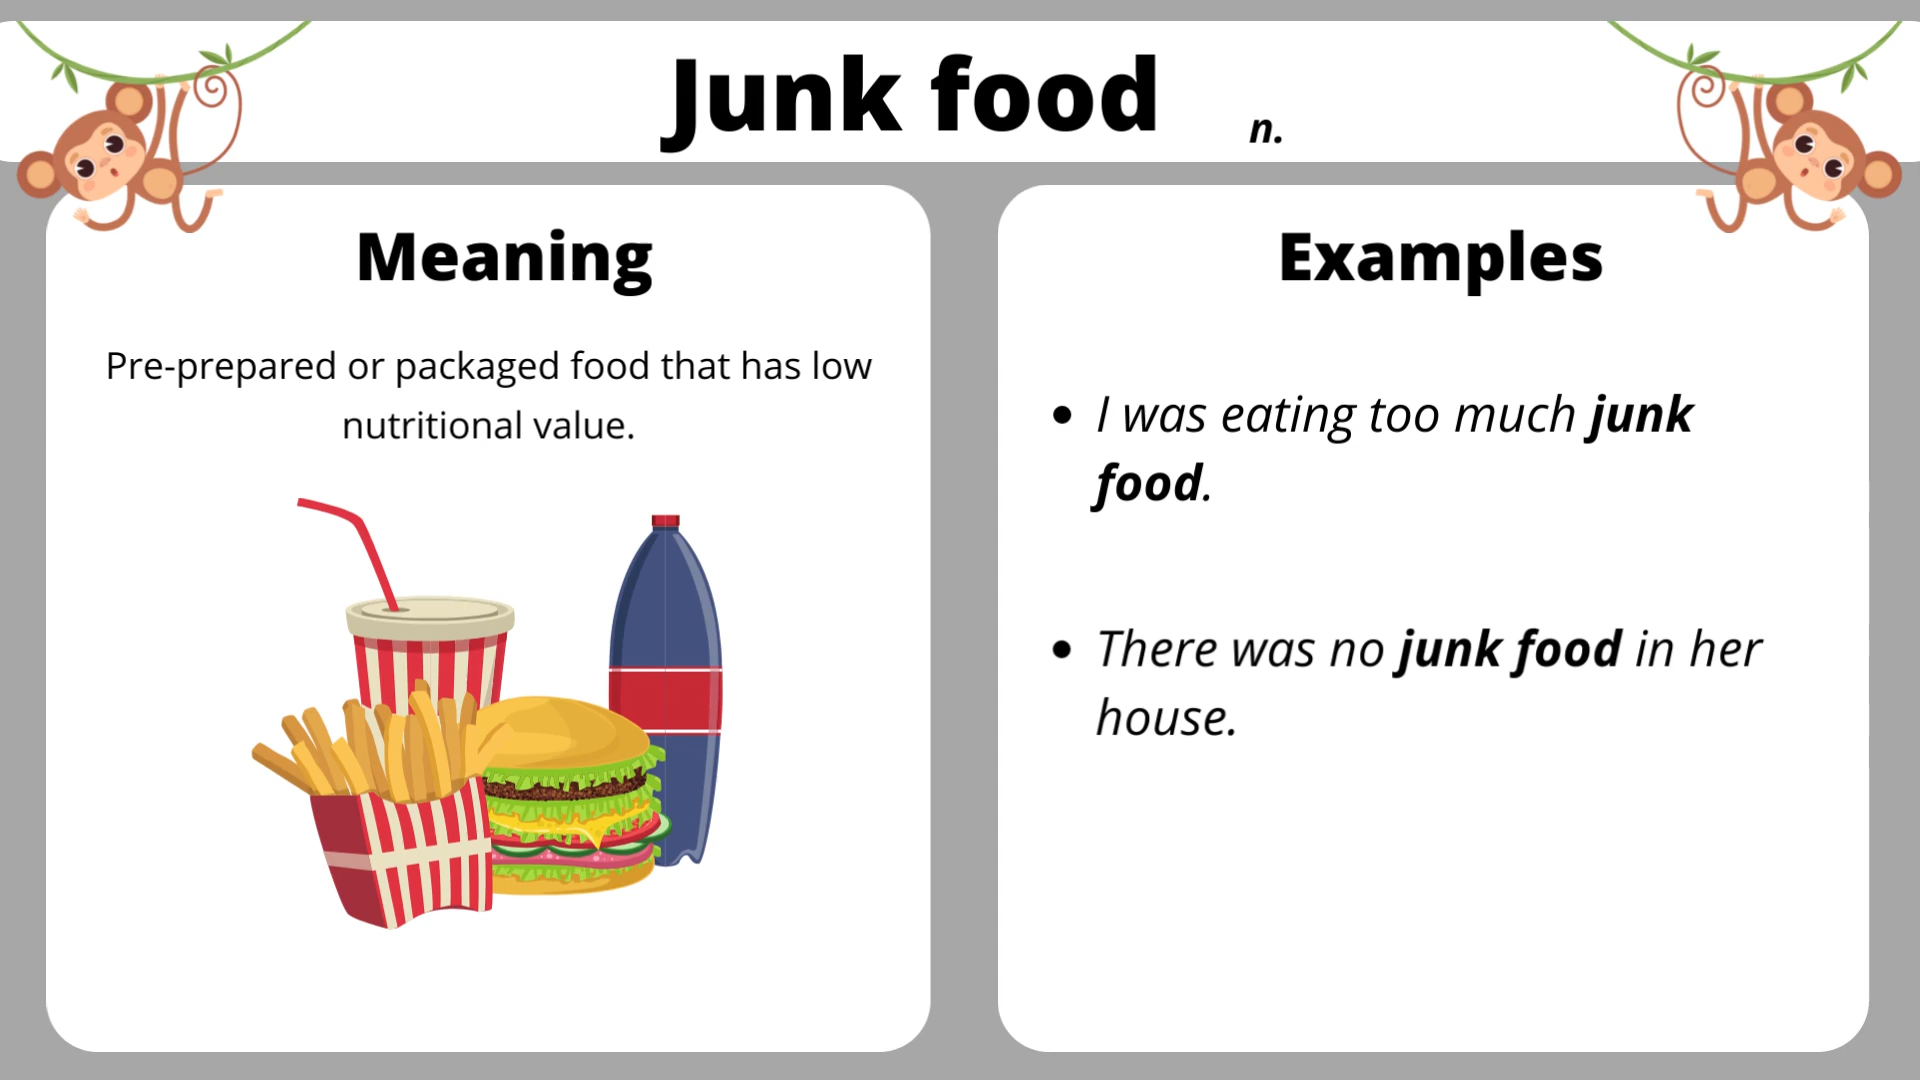 Junk food n.
Meaning
Pre-prepared or packaged food that has low
nutritional value.
Examples
• I was eating too much junk
food.
• There was no junk food in her
house.